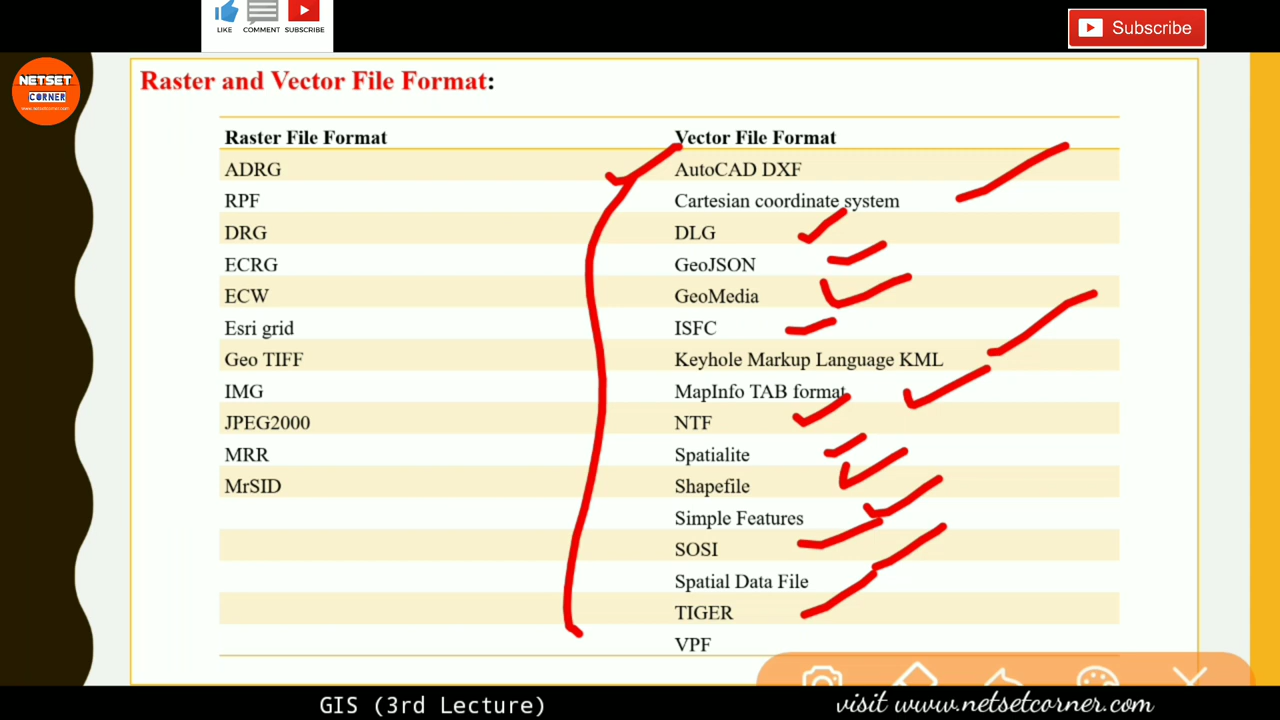 LIKE COMMENT SUBSCRIBE
Subscribe
NETSET
CORNER
www.netsetcorner.com
Raster and Vector File Format:
Raster File Format Vector File Format
ADRG AutoCAD DXF
RPF Cartesian coordinate system
DRG DLG
ECRG GeoJSON
ECW GeoMedia
Esri grid ISFC
Geo TIFF Keyhole Markup Language KML
IMG MapInfo TAB format
JPEG2000 NTF
MRR Spatialite
MrSID Shapefile
Simple Features
SOSI
Spatial Data File
TIGER
VPF
GIS (3rd Lecture) visit www.netsetcorner.com